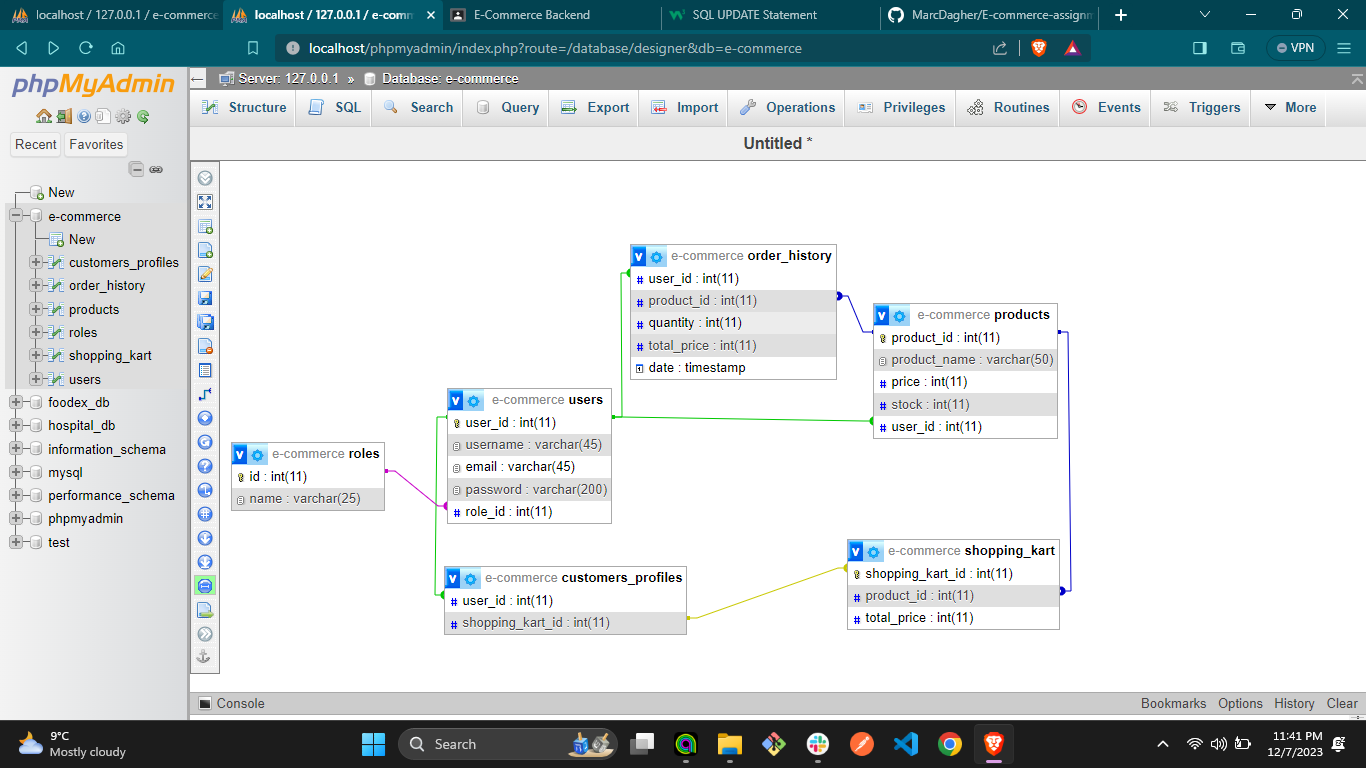 localhost / 127.0.0.1 / e-commerce
localhost / 127.0.0.1 / e-comm
E-Commerce Backend
SQL UPDATE Statement
MarcDagher/E-commerce-assignm
localhost/phpmyadmin/index.php?route=/database/designer&db=e-commerce
VPN
phpMyAdmin
Recent
Favorites
New
e-commerce
New
customers_profiles
order_history
products
roles
shopping_kart
users
foodex_db
hospital_db
information_schema
mysql
performance_schema
phpmyadmin
test
Server: 127.0.0.1 » Database: e-commerce
Structure
SQL
Search
Query
Export
Import
Operations
Privileges
Routines
Events
Triggers
More
Untitled *
e-commerce order_history
user_id : int(11)
product_id : int(11)
quantity : int(11)
total_price : int(11)
date : timestamp
e-commerce products
product_id : int(11)
product_name : varchar(50)
price : int(11)
stock : int(11)
user_id : int(11)
e-commerce users
user_id : int(11)
username : varchar(45)
email : varchar(45)
password : varchar(200)
role_id : int(11)
e-commerce roles
id : int(11)
name : varchar(25)
e-commerce customers_profiles
user_id : int(11)
shopping_kart_id : int(11)
e-commerce shopping_kart
shopping_kart_id : int(11)
product_id : int(11)
total_price : int(11)
Console
Bookmarks
Options
History
Clear
9°C
Mostly cloudy
Search
11:41 PM
12/7/2023